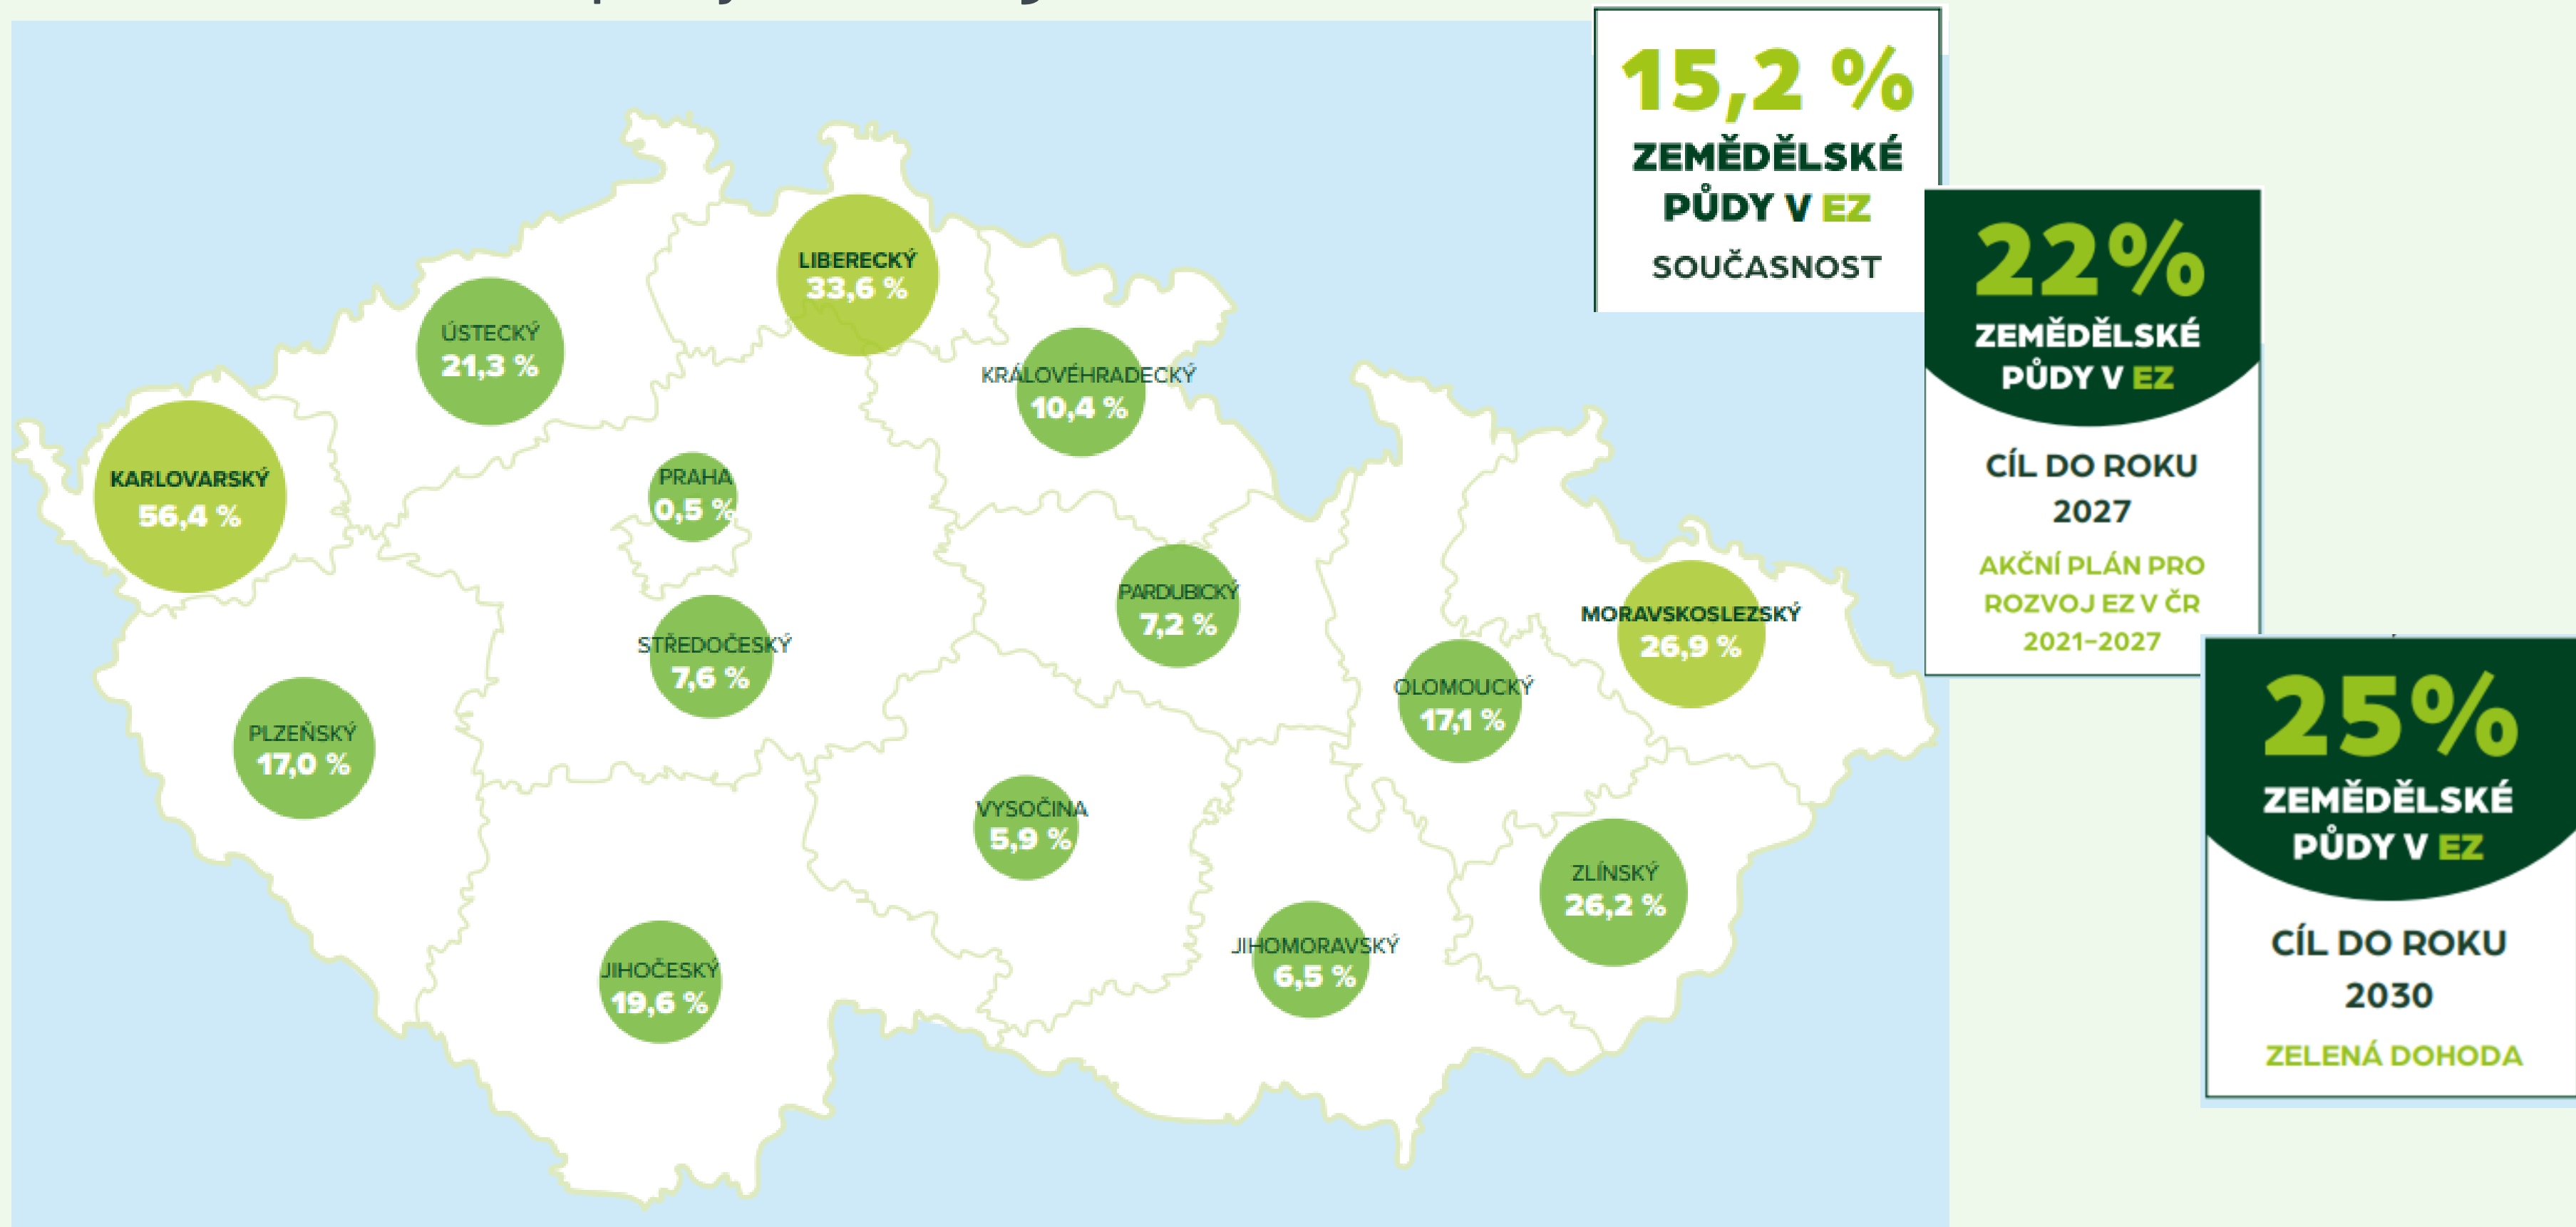 15,2 %
ZEMĚDĚLSKÉ
PŮDY V EZ
SOUČASNOST
22%
ZEMĚDĚLSKÉ
PŮDY V EZ
CÍL DO ROKU
2027
AKČNÍ PLÁN PRO
ROZVOJ EZ V ČR
2021–2027
25%
ZEMĚDĚLSKÉ
PŮDY V EZ
CÍL DO ROKU
2030
ZELENÁ DOHODA
LIBERECKÝ
33,6 %
ÚSTECKÝ
21,3 %
KRÁLOVÉHRADECKÝ
10,4 %
KARLOVARSKÝ
56,4 %
PRAHA
0,5 %
PARDUBICKÝ
7,2 %
MORAVSKOSLEZSKÝ
26,9 %
STŘEDOČESKÝ
7,6 %
OLOMOUCKÝ
17,1 %
PLZEŇSKÝ
17,0 %
VYSOČINA
5,9 %
ZLÍNSKÝ
26,2 %
JIHOMORAVSKÝ
6,5 %
JIHOČESKÝ
19,6 %